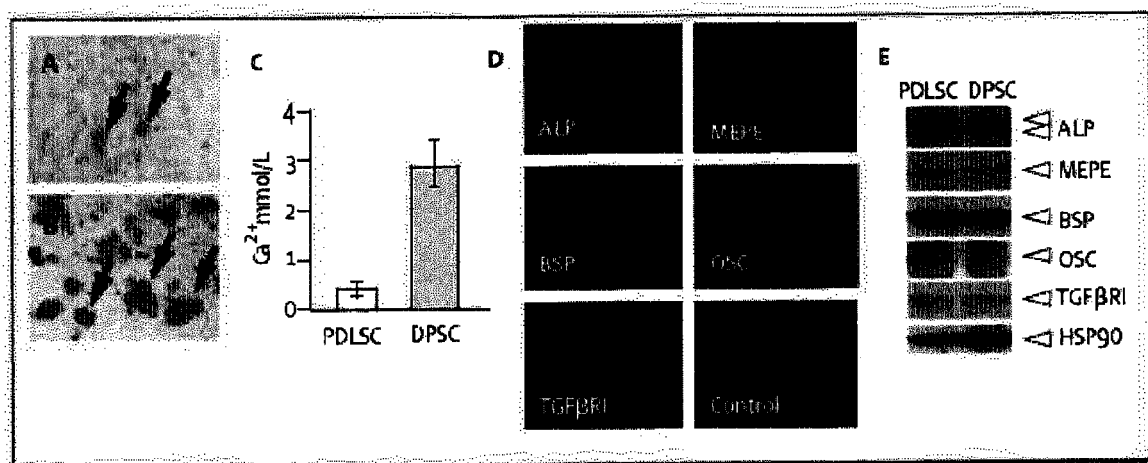 A
B
C
4
3
2
1
0
Ca²⁺mmol/L
PDLSC
DPSC
D
ALP
MEPE
BSP
OSC
TGFβRI
Control
E
PDLSC DPSC
ALP
MEPE
BSP
OSC
TGFβRI
HSP90